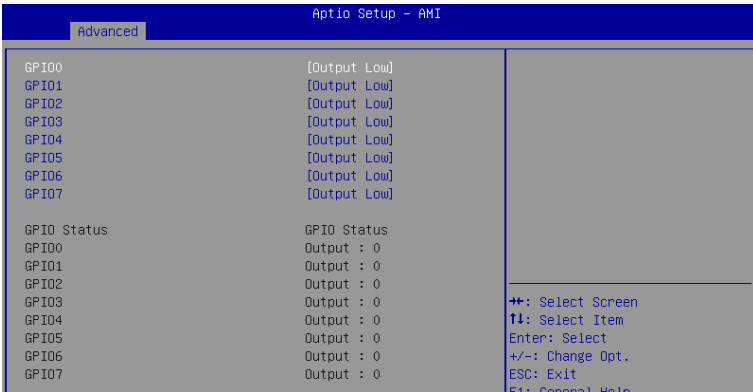 Aptio Setup – AMI
Advanced
GPIO0 [Output Low]
GPIO1 [Output Low]
GPIO2 [Output Low]
GPIO3 [Output Low]
GPIO4 [Output Low]
GPIO5 [Output Low]
GPIO6 [Output Low]
GPIO7 [Output Low]
GPIO Status GPIO Status
GPIO0 Output : 0
GPIO1 Output : 0
GPIO2 Output : 0
GPIO3 Output : 0
GPIO4 Output : 0
GPIO5 Output : 0
GPIO6 Output : 0
GPIO7 Output : 0
→←: Select Screen
↑↓: Select Item
Enter: Select
+/-: Change Opt.
ESC: Exit
F1: General Help